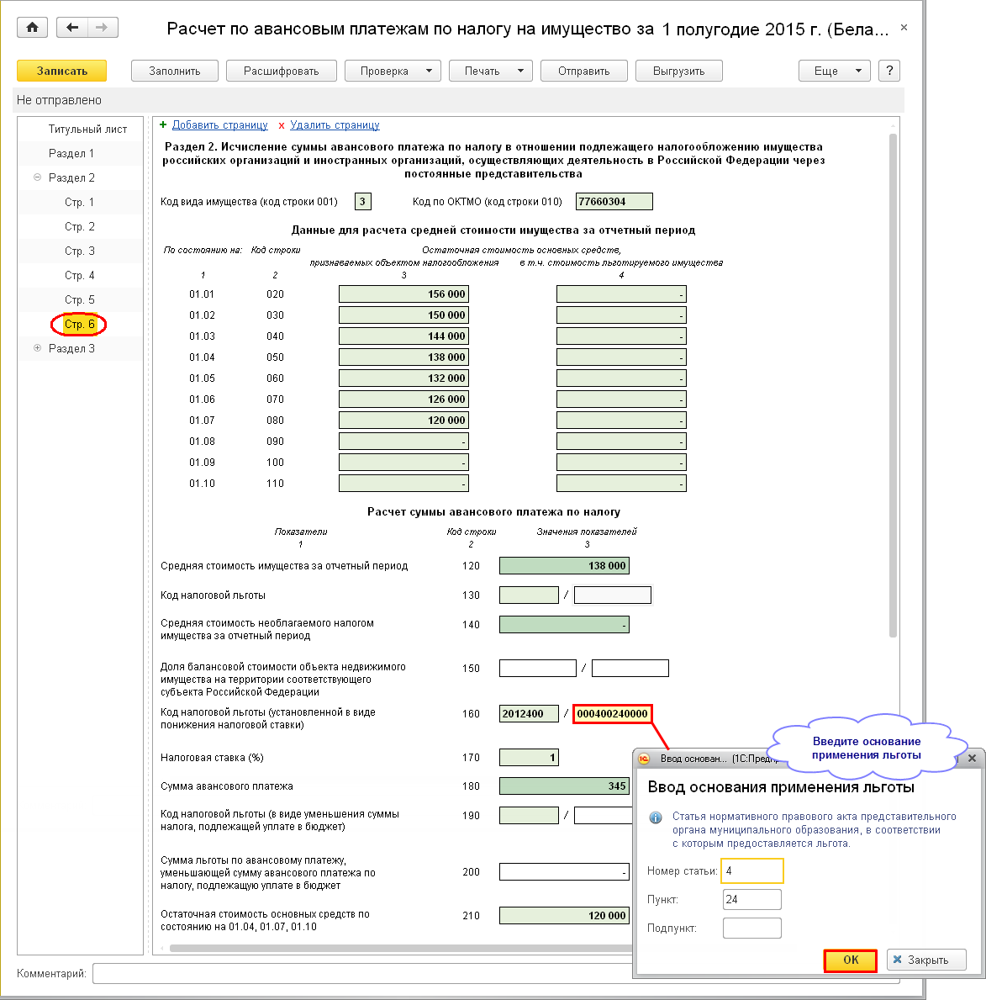 Расчет по авансовым платежам по налогу на имущество за 1 полугодие 2015 г. (Бела... ×
Записать Заполнить Расшифровать Проверка Печать Отправить Выгрузить Еще ?
Не отправлено
Титульный лист
Раздел 1
Раздел 2
Стр. 1
Стр. 2
Стр. 3
Стр. 4
Стр. 5
Стр. 6
Раздел 3
+ Добавить страницу x Удалить страницу
Раздел 2. Исчисление суммы авансового платежа по налогу в отношении подлежащего налогообложению имущества
российских организаций и иностранных организаций, осуществляющих деятельность в Российской Федерации через
постоянные представительства
Код вида имущества (код строки 001) 3 Код по ОКТМО (код строки 010) 77660304
Данные для расчета средней стоимости имущества за отчетный период
По состоянию на: Код строки Остаточная стоимость основных средств,
признаваемых объектом налогообложения в т.ч. стоимость льготируемого имущества
1 2 3 4
01.01 020 156 000 -
01.02 030 150 000 -
01.03 040 144 000 -
01.04 050 138 000 -
01.05 060 132 000 -
01.06 070 126 000 -
01.07 080 120 000 -
01.08 090 - -
01.09 100 - -
01.10 110 - -
Расчет суммы авансового платежа по налогу
Показатели Код строки Значения показателей
1 2 3
Средняя стоимость имущества за отчетный период 120 138 000
Код налоговой льготы 130 /
Средняя стоимость необлагаемого налогом
имущества за отчетный период 140 -
Доля балансовой стоимости объекта недвижимого
имущества на территории соответствующего
субъекта Российской Федерации 150 /
Код налоговой льготы (установленной в виде
понижения налоговой ставки) 160 2012400 / 000400240000
Налоговая ставка (%) 170 1
Сумма авансового платежа 180 345
Код налоговой льготы (в виде уменьшения суммы
налога, подлежащей уплате в бюджет) 190 /
Сумма льготы по авансовому платежу,
уменьшающей сумму авансового платежа по
налогу, подлежащую уплате в бюджет 200 -
Остаточная стоимость основных средств по
состоянию на 01.04, 01.07, 01.10 210 120 000
Комментарий:
Введите основание
применения льготы
Ввод основан... (1С:Предпр
Ввод основания применения льготы
Статья нормативного правового акта представительного
органа муниципального образования, в соответствии
с которым предоставляется льгота.
Номер статьи: 4
Пункт: 24
Подпункт:
OK Закрыть